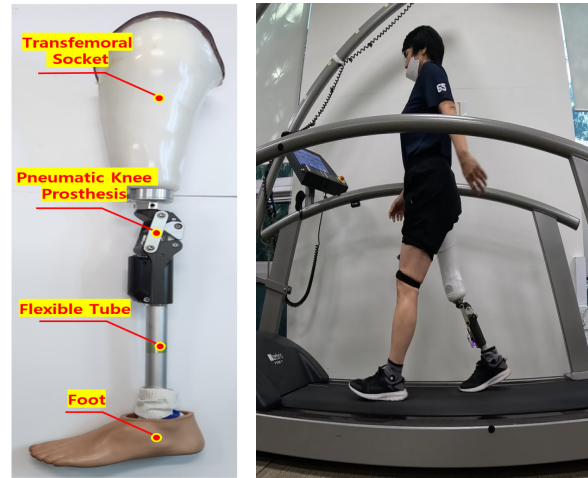 Transfemoral
Socket
Pneumatic Knee
Prosthesis
Flexible Tube
Foot